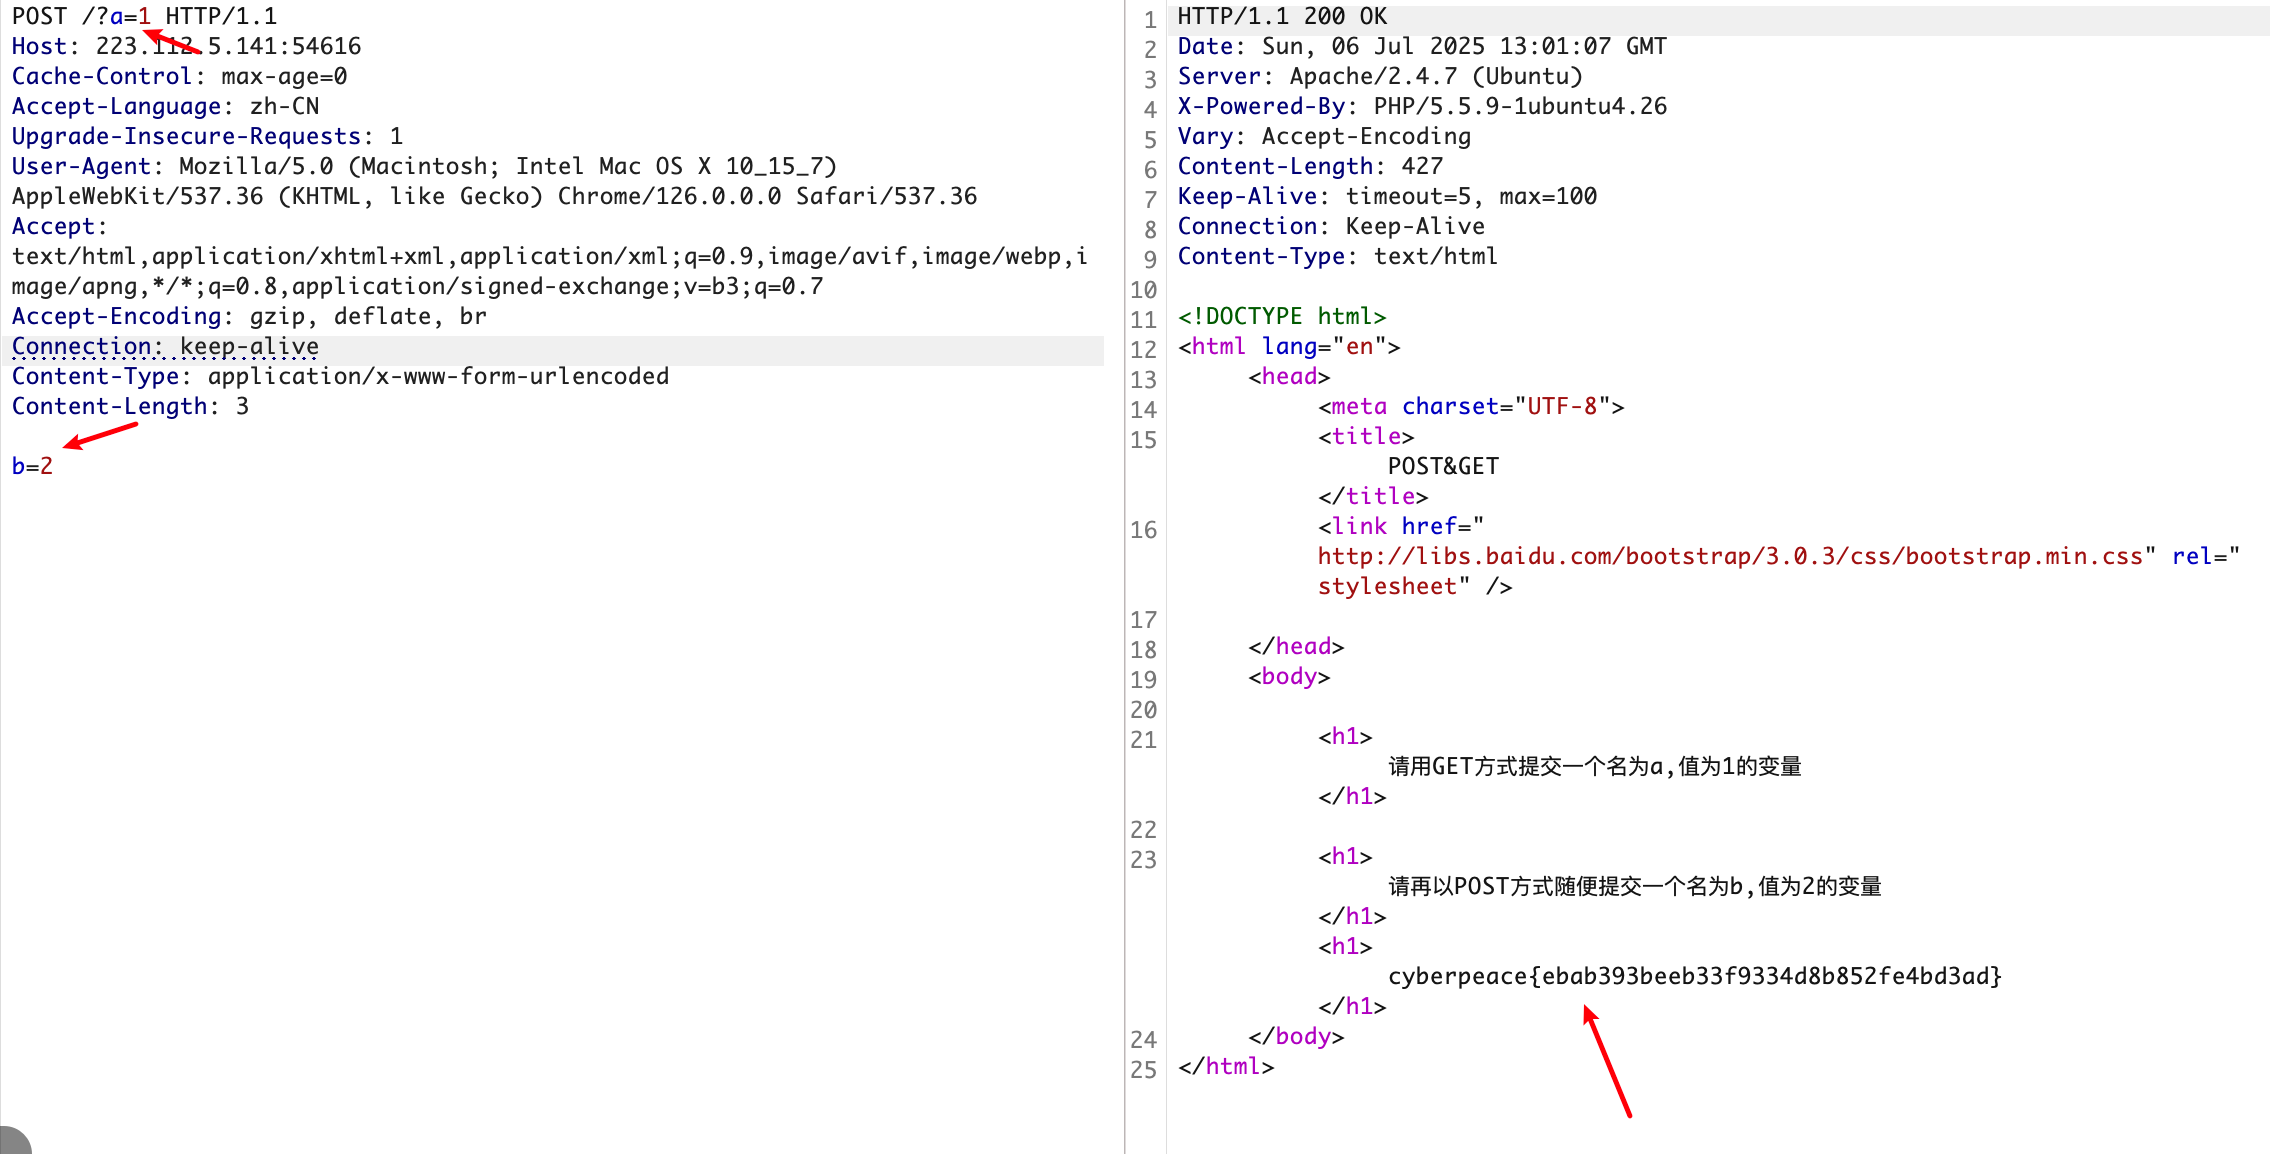 POST /?a=1 HTTP/1.1
Host: 223.112.5.141:54616
Cache-Control: max-age=0
Accept-Language: zh-CN
Upgrade-Insecure-Requests: 1
User-Agent: Mozilla/5.0 (Macintosh; Intel Mac OS X 10_15_7)
AppleWebKit/537.36 (KHTML, like Gecko) Chrome/126.0.0.0 Safari/537.36
Accept:
text/html,application/xhtml+xml,application/xml;q=0.9,image/avif,image/webp,i
mage/apng,*/*;q=0.8,application/signed-exchange;v=b3;q=0.7
Accept-Encoding: gzip, deflate, br
Connection: keep-alive
Content-Type: application/x-www-form-urlencoded
Content-Length: 3

b=2

1 HTTP/1.1 200 OK
2 Date: Sun, 06 Jul 2025 13:01:07 GMT
3 Server: Apache/2.4.7 (Ubuntu)
4 X-Powered-By: PHP/5.5.9-1ubuntu4.26
5 Vary: Accept-Encoding
6 Content-Length: 427
7 Keep-Alive: timeout=5, max=100
8 Connection: Keep-Alive
9 Content-Type: text/html
10
11 <!DOCTYPE html>
12 <html lang="en">
13 <head>
14 <meta charset="UTF-8">
15 <title>
POST&GET
</title>
16 <link href="
http://libs.baidu.com/bootstrap/3.0.3/css/bootstrap.min.css" rel="
stylesheet" />
17
18 </head>
19 <body>
20
21 <h1>
请用GET方式提交一个名为a,值为1的变量
</h1>
22
23 <h1>
请再以POST方式随便提交一个名为b,值为2的变量
</h1>
<h1>
cyberpeace{ebab393beeb33f9334d8b852fe4bd3ad}
</h1>
24 </body>
25 </html>